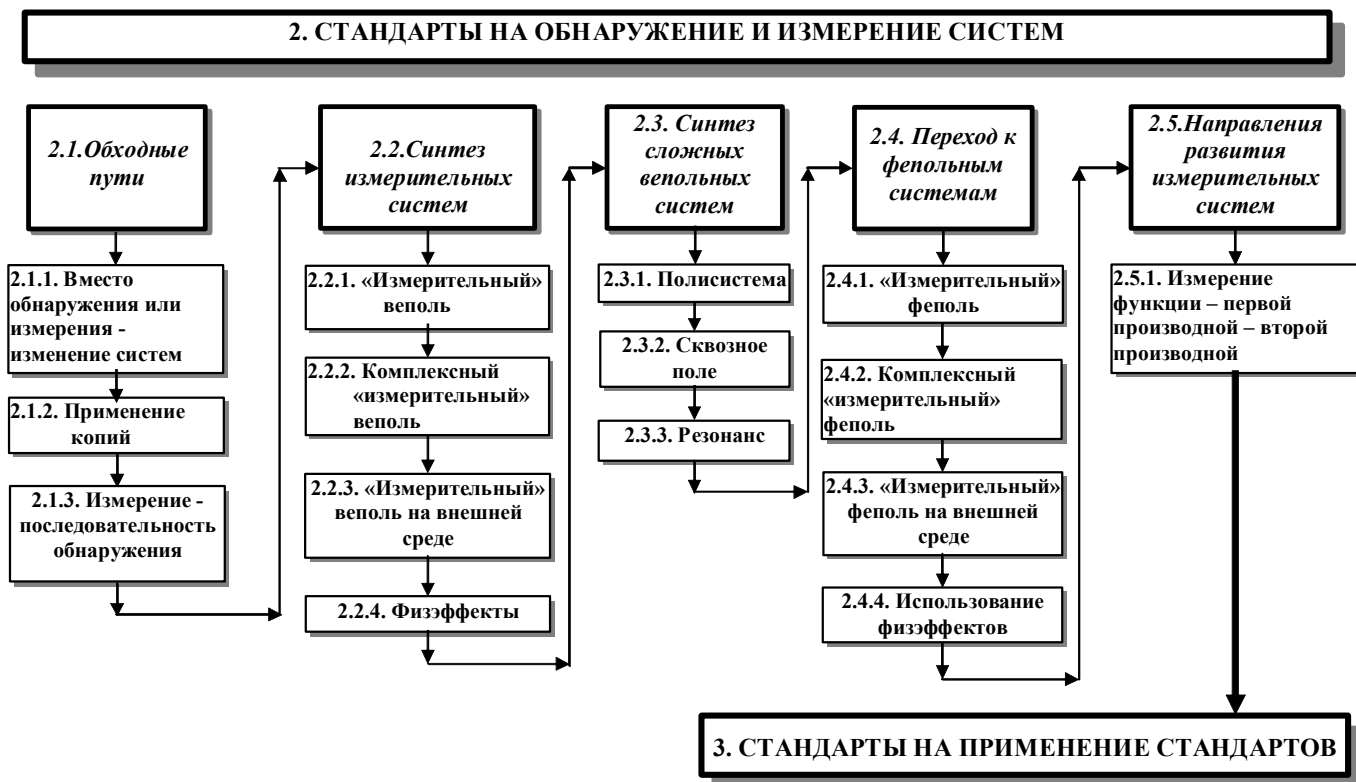 2. СТАНДАРТЫ НА ОБНАРУЖЕНИЕ И ИЗМЕРЕНИЕ СИСТЕМ
2.1.Обходные
пути
2.1.1. Вместо
обнаружения или
измерения -
изменение систем
2.1.2. Применение
копий
2.1.3. Измерение -
последовательность
обнаружения
2.2.Синтез
измерительных
систем
2.2.1. «Измерительный»
веполь
2.2.2. Комплексный
«измерительный»
веполь
2.2.3. «Измерительный»
веполь на внешней
среде
2.2.4. Физэффекты
2.3. Синтез
сложных
вепольных
систем
2.3.1. Полисистема
2.3.2. Сквозное
поле
2.3.3. Резонанс
2.4. Переход к
фепольным
системам
2.4.1. «Измерительный»
феполь
2.4.2. Комплексный
«измерительный»
феполь
2.4.3. «Измерительный»
феполь на внешней
среде
2.4.4. Использование
физэффектов
2.5.Направления
развития
измерительных
систем
2.5.1. Измерение
функции – первой
производной – второй
производной
3. СТАНДАРТЫ НА ПРИМЕНЕНИЕ СТАНДАРТОВ